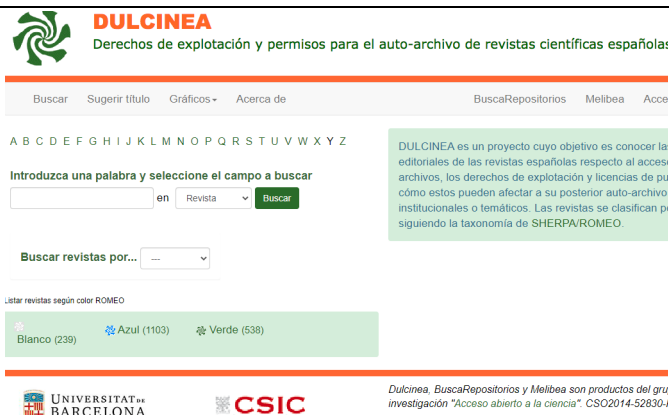 DULCINEA
Derechos de explotación y permisos para el auto-archivo de revistas científicas españolas
Buscar Sugerir título Gráficos Acerca de BuscaRepositorios Melibea Acce
A B C D E F G H I J K L M N O P Q R S T U V W X Y Z
Introduzca una palabra y seleccione el campo a buscar
en Revista Buscar
Buscar revistas por... ---
Listar revistas según color ROMEO
Blanco (239) Azul (1103) Verde (538)
DULCINEA es un proyecto cuyo objetivo es conocer las
editoriales de las revistas españolas respecto al acces
archivos, los derechos de explotación y licencias de pu
cómo estos pueden afectar a su posterior auto-archivo
institucionales o temáticos. Las revistas se clasifican p
siguiendo la taxonomía de SHERPA/ROMEO.
UNIVERSITAT DE
BARCELONA
CSIC
Dulcinea, BuscaRepositorios y Melibea son productos del gru
investigación "Acceso abierto a la ciencia". CSO2014-52830-